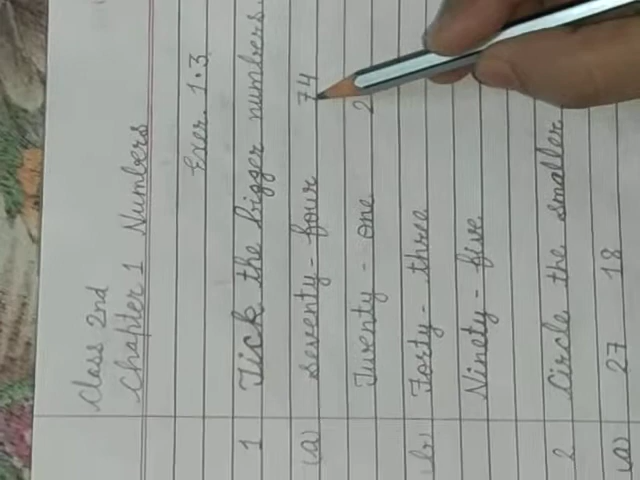 Class 2nd
Chapter 1 Numbers
Exer. 1.3
1 Tick the bigger numbers.
(a) Seventy-four 74
Twenty-one 2
(b) Forty-three
Ninety-five
2 Circle the smaller
(a) 27 18